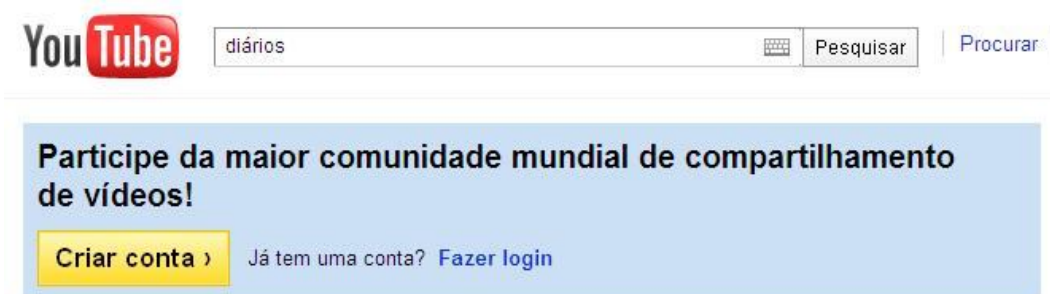 YouTube diários Pesquisar Procurar
Participe da maior comunidade mundial de compartilhamento
de vídeos!
Criar conta › Já tem uma conta? Fazer login